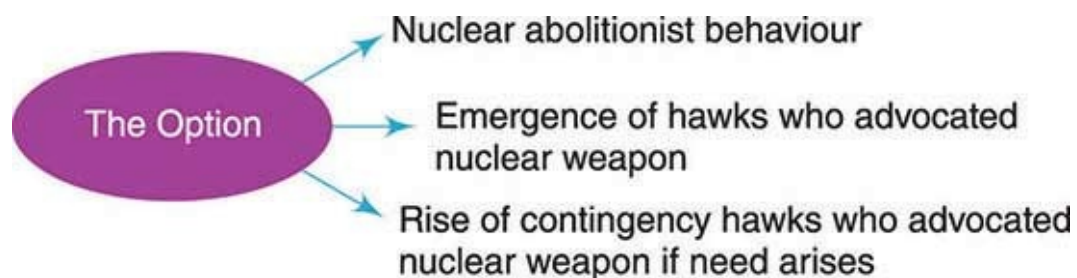 The Option
Nuclear abolitionist behaviour
Emergence of hawks who advocated
nuclear weapon
Rise of contingency hawks who advocated
nuclear weapon if need arises